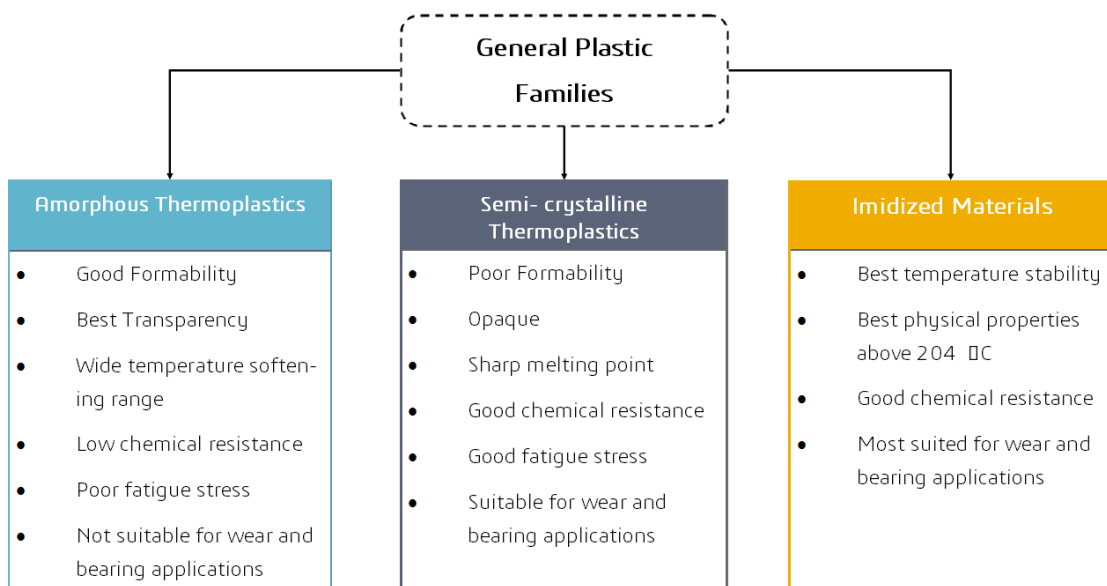 General Plastic
Families
Amorphous Thermoplastics
● Good Formability
● Best Transparency
● Wide temperature soften-
ing range
● Low chemical resistance
● Poor fatigue stress
● Not suitable for wear and
bearing applications
Semi- crystalline
Thermoplastics
● Poor Formability
● Opaque
● Sharp melting point
● Good chemical resistance
● Good fatigue stress
● Suitable for wear and
bearing applications
Imidized Materials
● Best temperature stability
● Best physical properties
above 204 ▯C
● Good chemical resistance
● Most suited for wear and
bearing applications